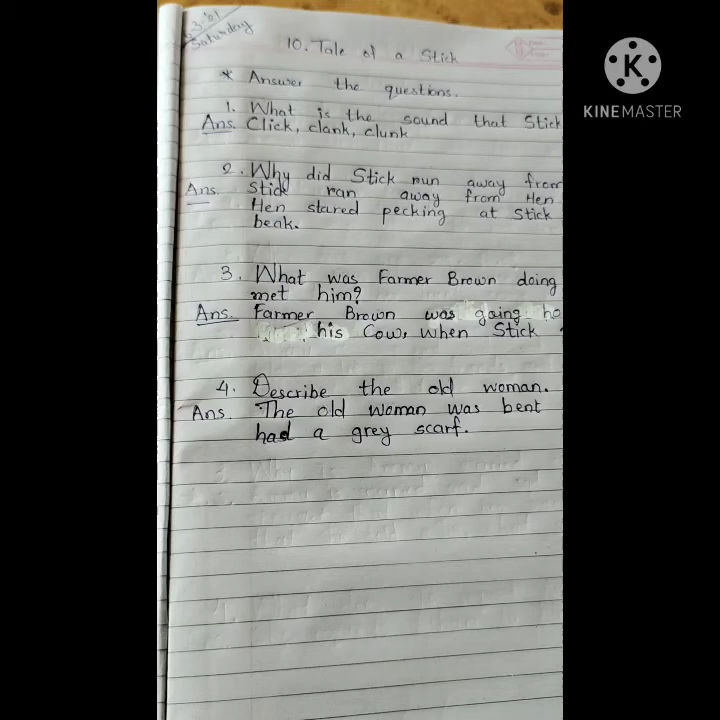 3.'21
Saturday
10. Tale of a Stick
* Answer the questions.
1. What is the sound that Stick
Ans. Click, clank, clunk
2. Why did Stick run away from
Ans. Stick ran away from Hen
Hen stared pecking at Stick
beak.
3. What was Farmer Brown doing
met him?
Ans. Farmer Brown was going ho
his Cow, when Stick
4. Describe the old woman.
Ans. The old woman was bent
had a grey scarf.
K
KINEMASTER